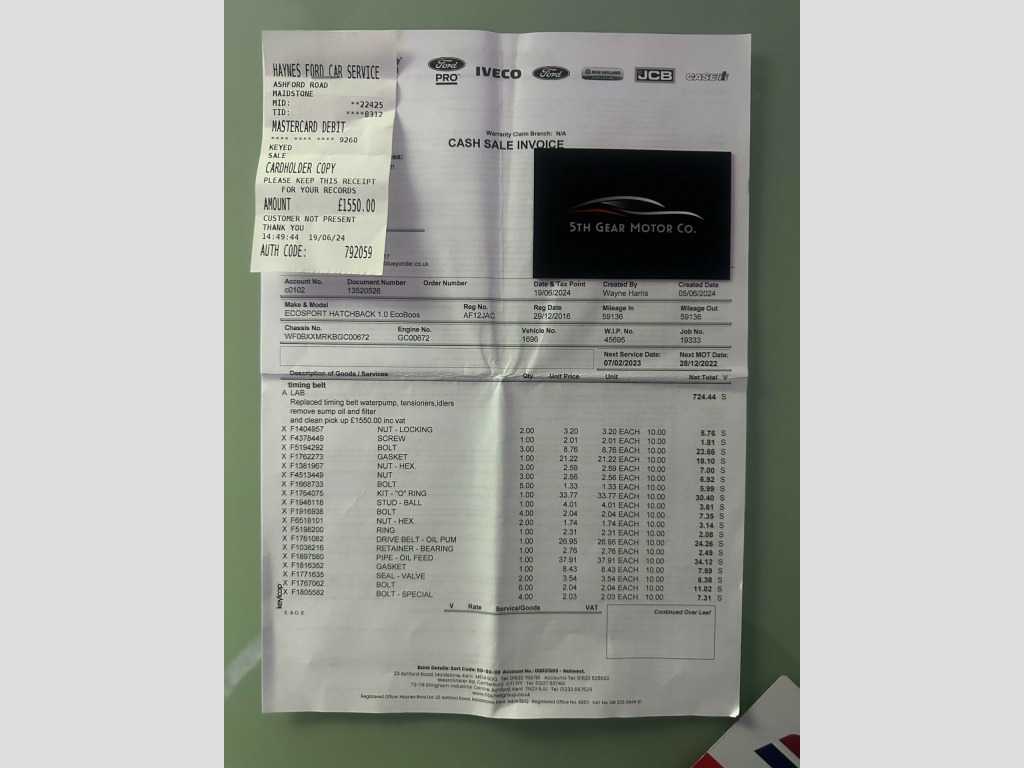 HAYNES FORD CAR SERVICE
ASHFORD ROAD
MAIDSTONE
MID: **22425
TID: ****8312
MASTERCARD DEBIT
**** **** **** 9260
KEYED
SALE
CARDHOLDER COPY
PLEASE KEEP THIS RECEIPT
FOR YOUR RECORDS
AMOUNT £1550.00
CUSTOMER NOT PRESENT
THANK YOU
14:49:44 19/06/24
AUTH CODE: 792059
Ford PRO IVECO Ford NEW HOLLAND JCB CASE IH
Warranty Claim Branch: N/A
CASH SALE INVOICE
5TH GEAR MOTOR CO.
blueyonder.co.uk
Account No. Document Number Order Number Date & Tax Point Created By Created Date
c0102 13520526 19/06/2024 Wayne Harris 05/06/2024
Make & Model Reg No. Reg Date Mileage In Mileage Out
ECOSPORT HATCHBACK 1.0 EcoBoos AF12JAC 29/12/2016 59136 59136
Chassis No. Engine No. Vehicle No. W.I.P. No. Job No.
WF0BXXMRKBGC00672 GC00672 1696 45695 19333
Next Service Date: Next MOT Date:
07/02/2023 28/12/2022
Description of Goods / Services Qty Unit Price Unit Net Total V
timing belt
A LAB 724.44 S
Replaced timing belt waterpump, tensioners,idlers
remove sump oil and filter
and clean pick up £1550.00 inc vat
X F1404957 NUT - LOCKING 2.00 3.20 3.20 EACH 10.00 5.76 S
X F4378449 SCREW 1.00 2.01 2.01 EACH 10.00 1.81 S
X F5194292 BOLT 3.00 8.76 8.76 EACH 10.00 23.66 S
X F1762273 GASKET 1.00 21.22 21.22 EACH 10.00 19.10 S
X F1381967 NUT - HEX. 3.00 2.59 2.59 EACH 10.00 7.00 S
X F4513449 NUT 3.00 2.56 2.56 EACH 10.00 6.92 S
X F1668733 BOLT 5.00 1.33 1.33 EACH 10.00 5.99 S
X F1764075 KIT - "O" RING 1.00 33.77 33.77 EACH 10.00 30.40 S
X F1948118 STUD - BALL 1.00 4.01 4.01 EACH 10.00 3.61 S
X F1916938 BOLT 4.00 2.04 2.04 EACH 10.00 7.35 S
X F6518101 NUT - HEX. 2.00 1.74 1.74 EACH 10.00 3.14 S
X F5198200 RING 1.00 2.31 2.31 EACH 10.00 2.08 S
X F1761082 DRIVE BELT - OIL PUM 1.00 26.95 26.95 EACH 10.00 24.26 S
X F1038216 RETAINER - BEARING 1.00 2.76 2.76 EACH 10.00 2.49 S
X F1897580 PIPE - OIL FEED 1.00 37.91 37.91 EACH 10.00 34.12 S
X F1816352 GASKET 1.00 8.43 8.43 EACH 10.00 7.59 S
X F1771635 SEAL - VALVE 2.00 3.54 3.54 EACH 10.00 6.38 S
X F1767062 BOLT 6.00 2.04 2.04 EACH 10.00 11.02 S
X F1805582 BOLT - SPECIAL 4.00 2.03 2.03 EACH 10.00 7.31 S
V Rate Service/Goods VAT Continued Over Leaf
keyloop
E. & O. E.
23 Ashford Road, Maidstone, Kent
www.haynesgroup.co.uk